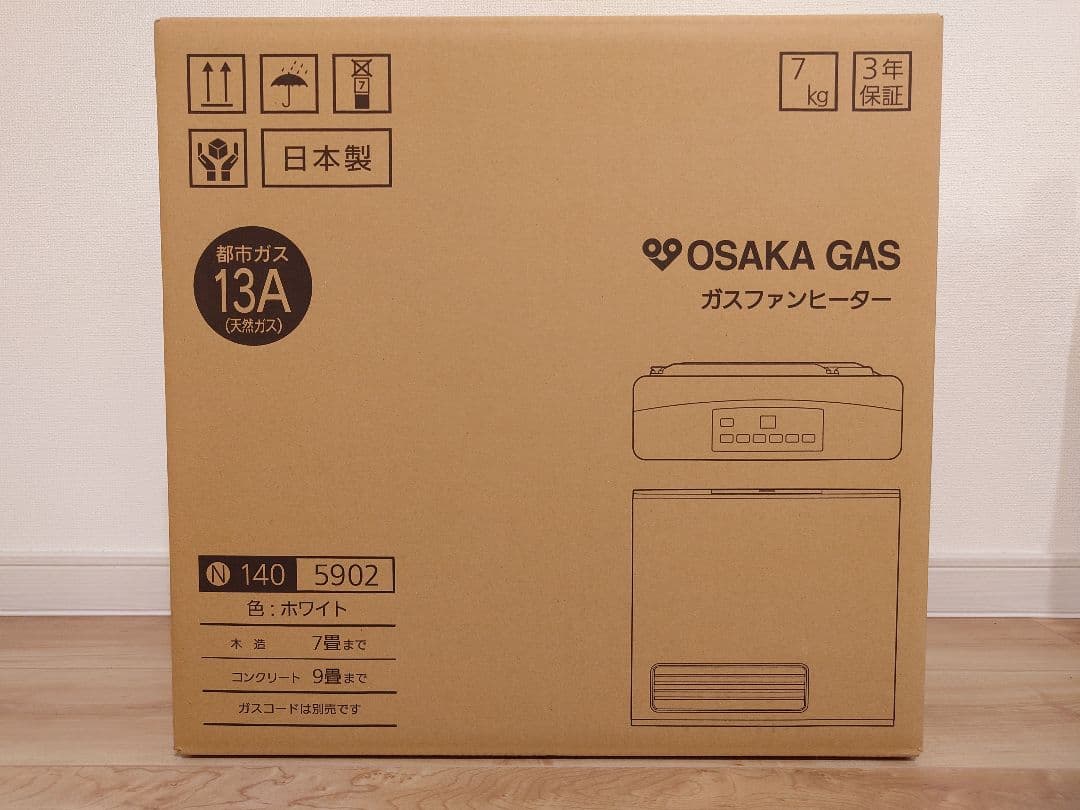 7
日本製
7
kg
3年
保証
都市ガス
13A
(天然ガス)
OSAKA GAS
ガスファンヒーター
N 140 5902
色:ホワイト
木造 7畳まで
コンクリート 9畳まで
ガスコードは別売です